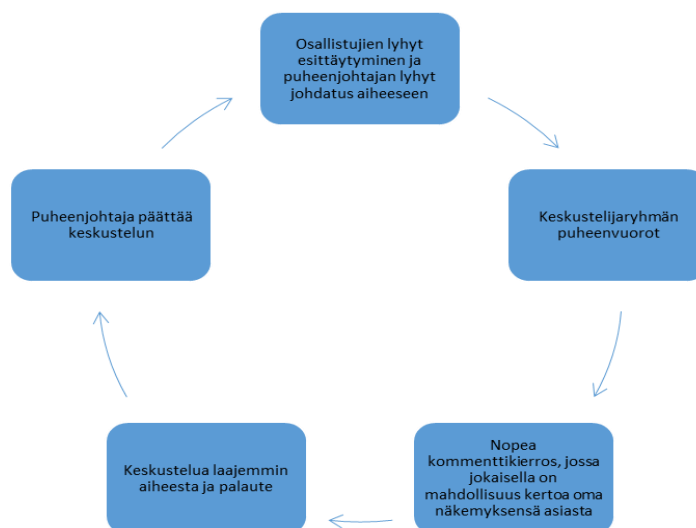 Osallistujien lyhyt
esittäytyminen ja
puheenjohtajan lyhyt
johdatus aiheeseen
Keskustelijaryhmän
puheenvuorot
Nopea
kommenttikierros, jossa
jokaisella on
mahdollisuus kertoa oma
näkemyksensä asiasta
Keskustelua laajemmin
aiheesta ja palaute
Puheenjohtaja päättää
keskustelun